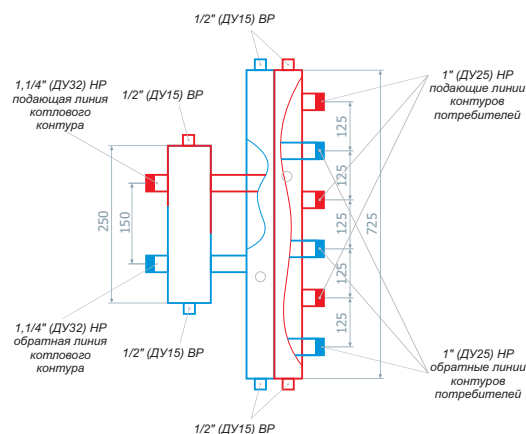 1/2" (ДУ15) ВР
1,1/4" (ДУ32) НР
подающая линия
котлового
контура
1/2" (ДУ15) ВР
1" (ДУ25) НР
подающие линии
контуров
потребителей
125
125
125
125
125
725
250
150
1,1/4" (ДУ32) НР
обратная линия
котлового
контура
1/2" (ДУ15) ВР
1" (ДУ25) НР
обратные линии
контуров
потребителей
1/2" (ДУ15) ВР